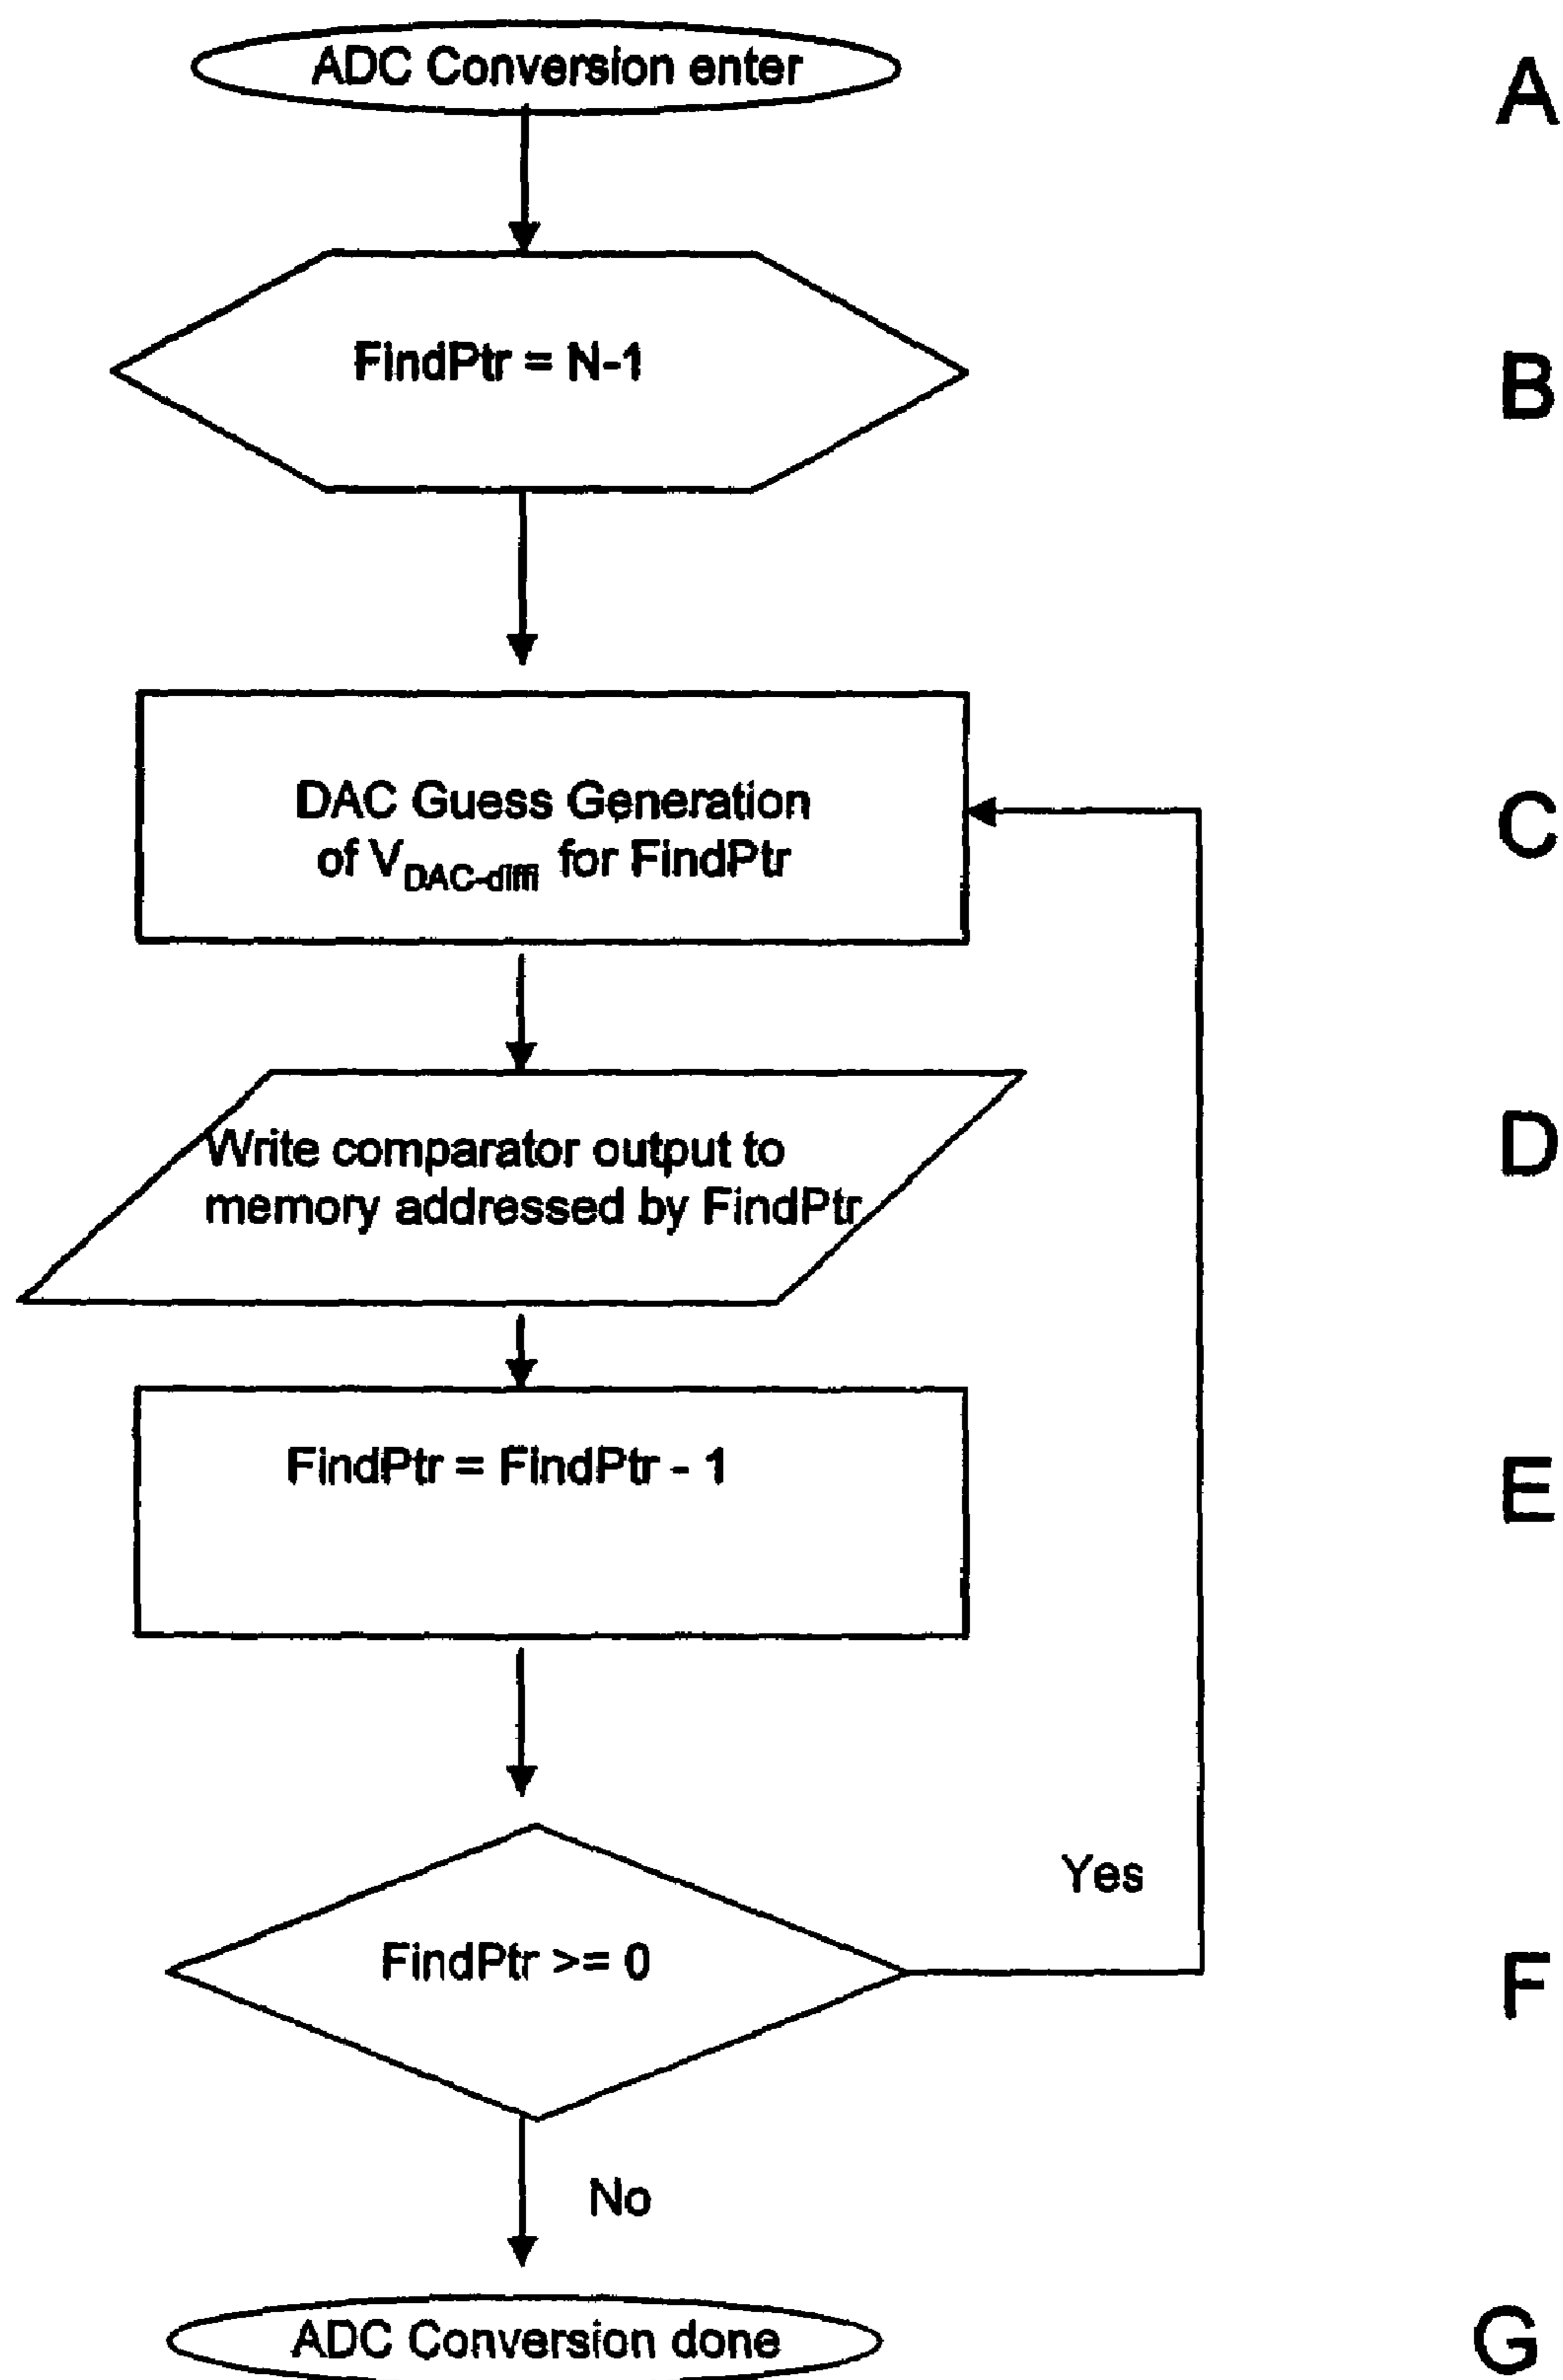 ADC Conversion enter
A
FindPtr = N-1
B
DAC Guess Generation
of V_DAC-diffi for FindPtr
C
Write comparator output to
memory addressed by FindPtr
D
FindPtr = FindPtr - 1
E
Yes
FindPtr >= 0
F
No
ADC Conversion done
G